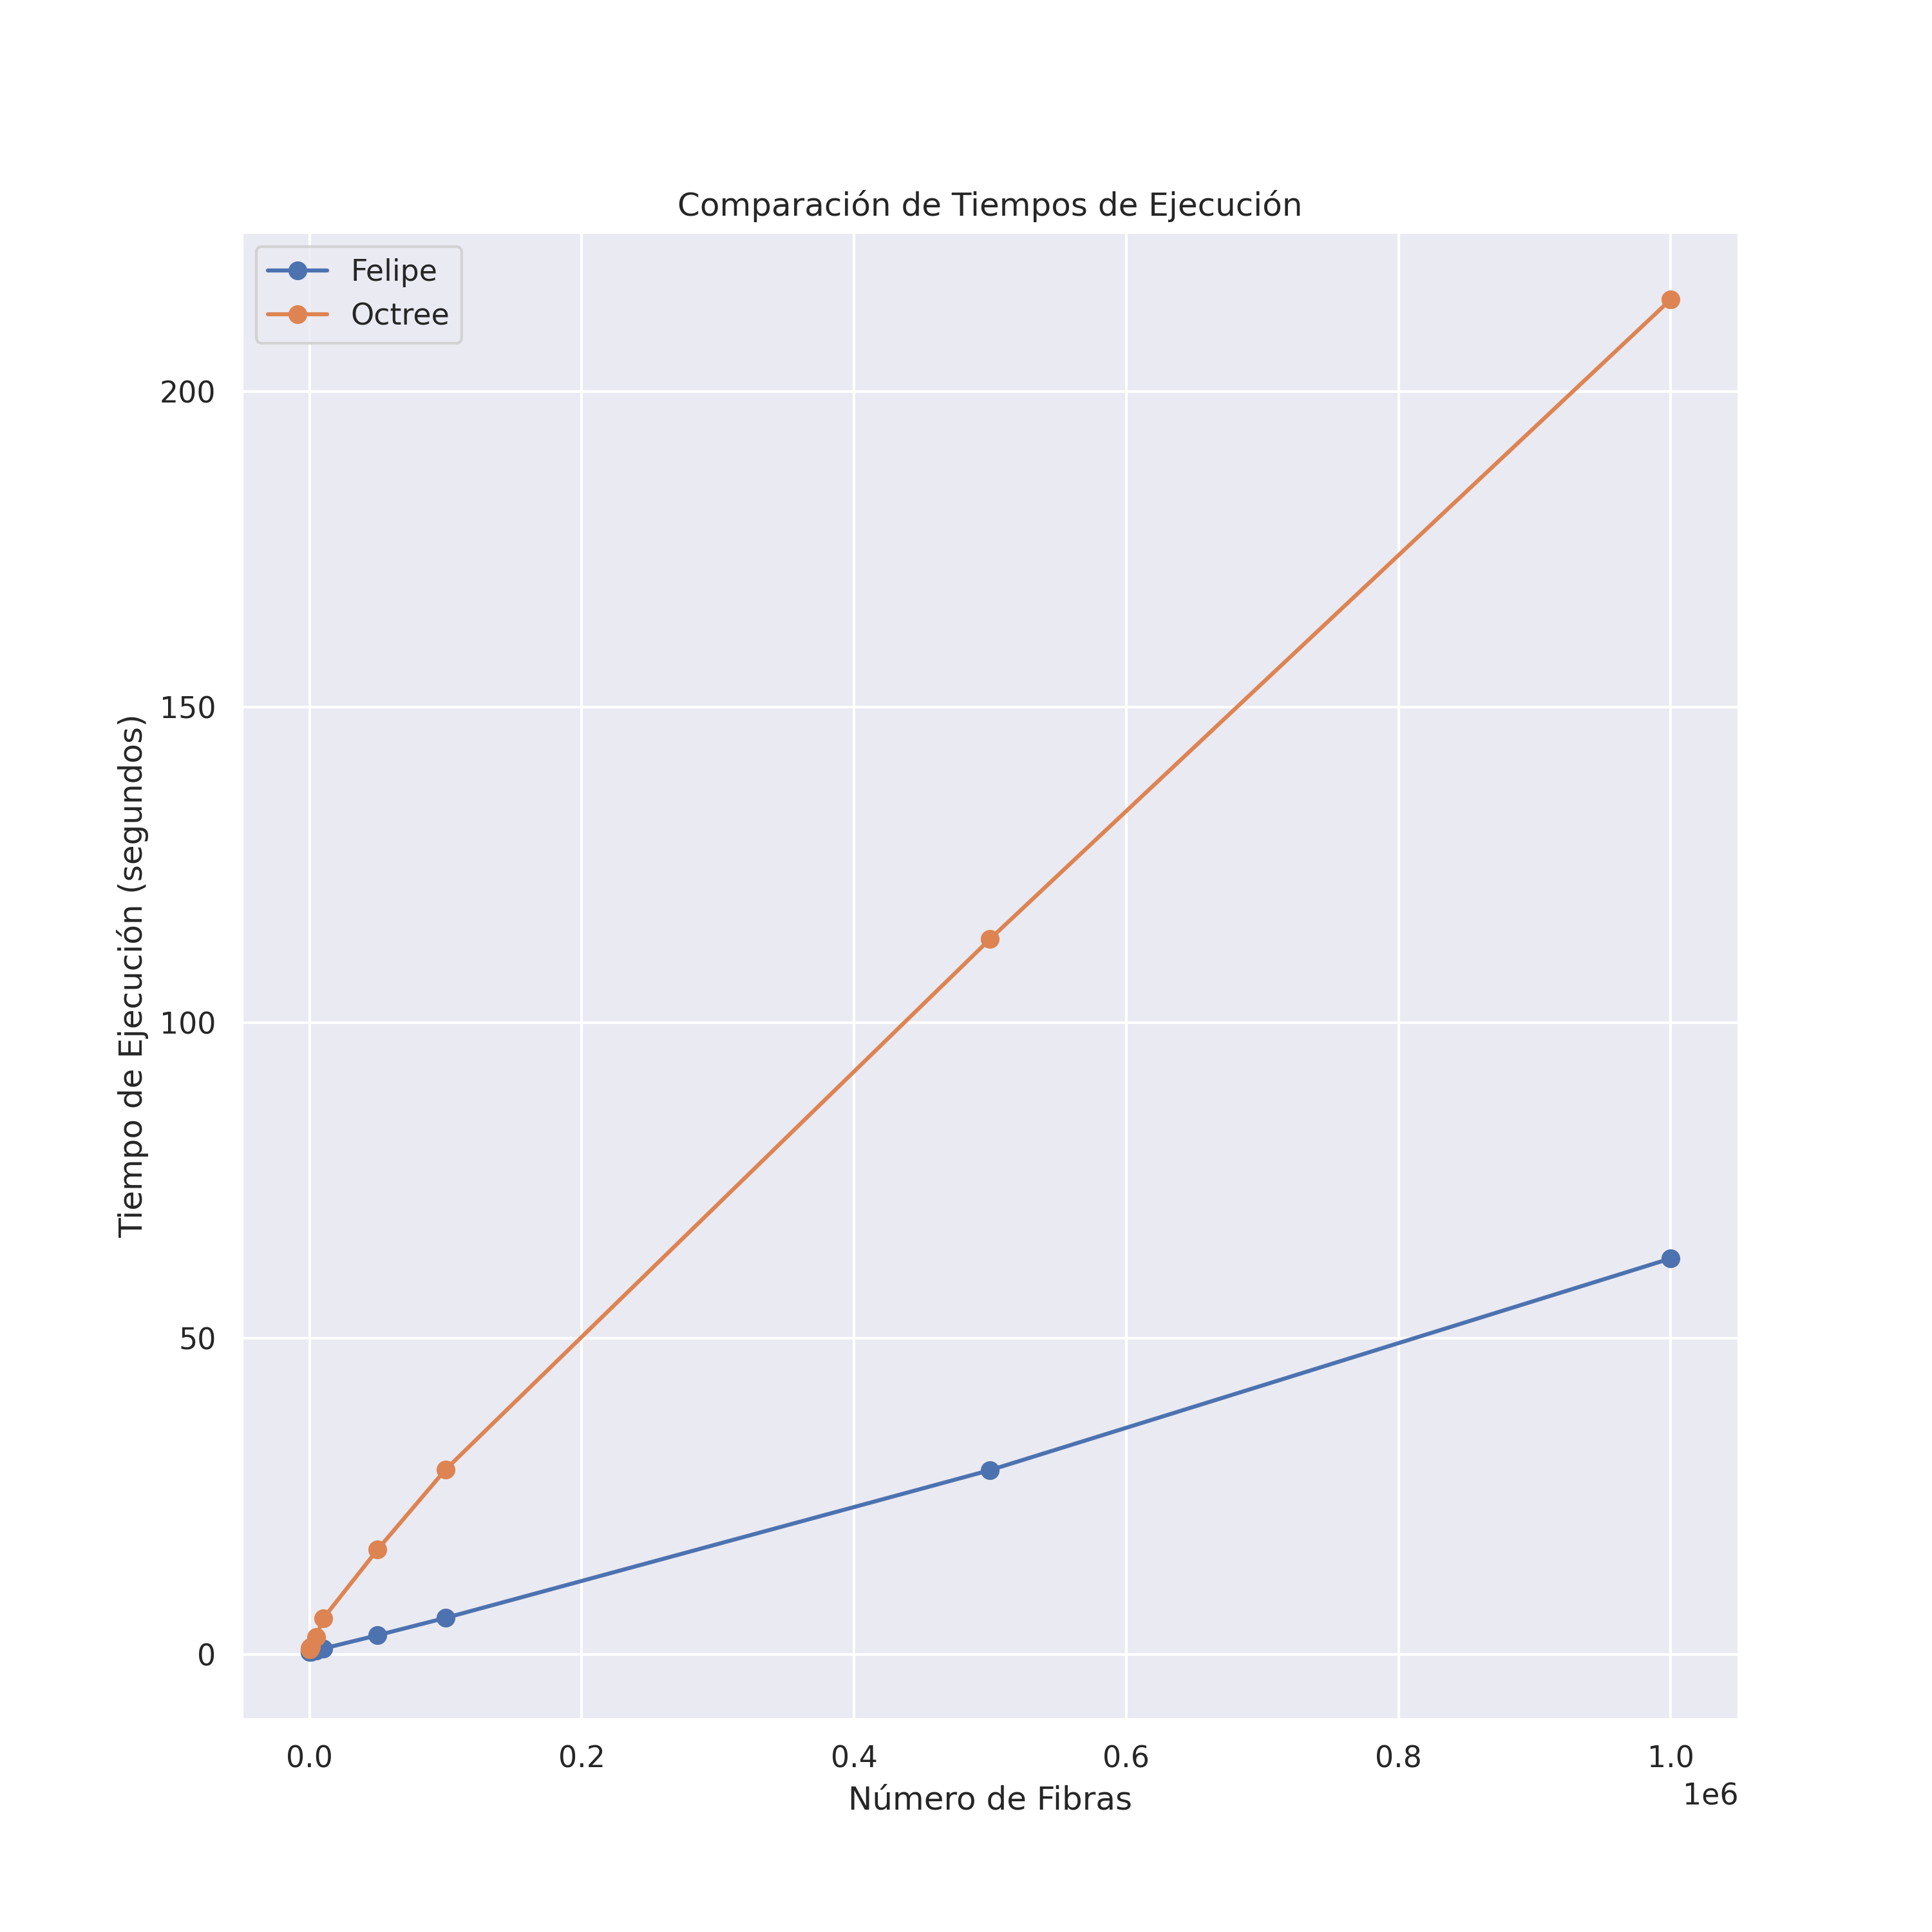 Comparación de Tiempos de Ejecución
Felipe
Octree
Tiempo de Ejecución (segundos)
200
150
100
50
0
0.0 0.2 0.4 0.6 0.8 1.0
1e6
Número de Fibras